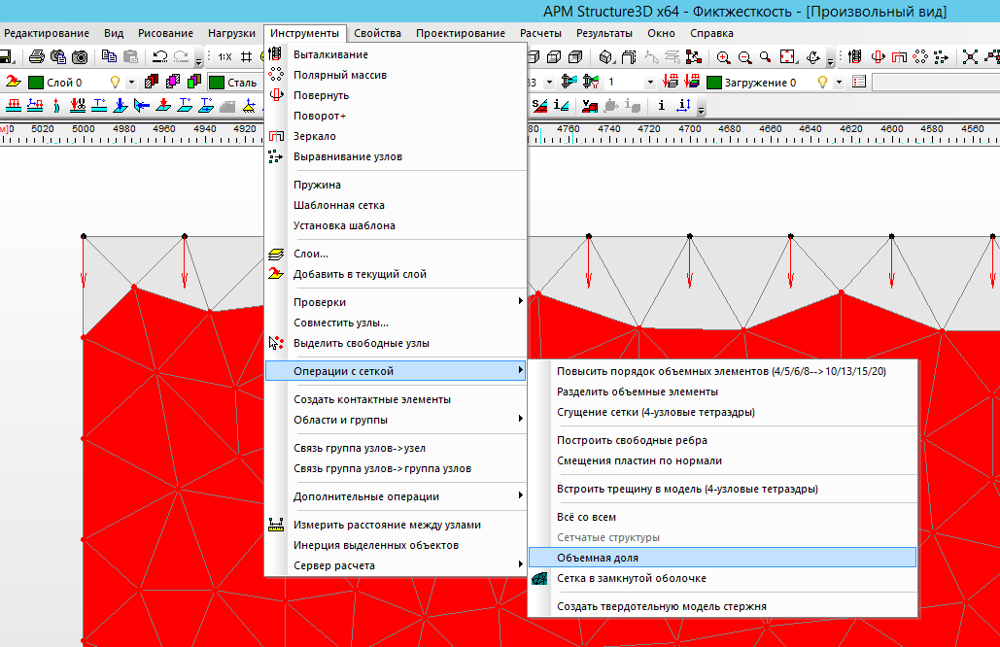 APM Structure3D x64 - Фиктжесткость - [Произвольный вид]
Редактирование Вид Рисование Нагрузки Инструменты Свойства Проектирование Расчеты Результаты Окно Справка
1:X
Слой 0 Сталь 1 Загружение 0
5020 5000 4980 4960 4940 4920 4760 4740 4720 4700 4680 4660 4640 4620 4600 4580 4560
Выталкивание
Полярный массив
Повернуть
Поворот+
Зеркало
Выравнивание узлов
Пружина
Шаблонная сетка
Установка шаблона
Слои...
Добавить в текущий слой
Проверки
Совместить узлы...
Выделить свободные узлы
Операции с сеткой
Создать контактные элементы
Области и группы
Связь группа узлов->узел
Связь группа узлов->группа узлов
Дополнительные операции
Измерить расстояние между узлами
Инерция выделенных объектов
Сервер расчета
Повысить порядок объемных элементов (4/5/6/8-->10/13/15/20)
Разделить объемные элементы
Сгущение сетки (4-узловые тетраэдры)
Построить свободные ребра
Смещения пластин по нормали
Встроить трещину в модель (4-узловые тетраэдры)
Всё со всем
Сетчатые структуры
Объемная доля
Сетка в замкнутой оболочке
Создать твердотельную модель стержня